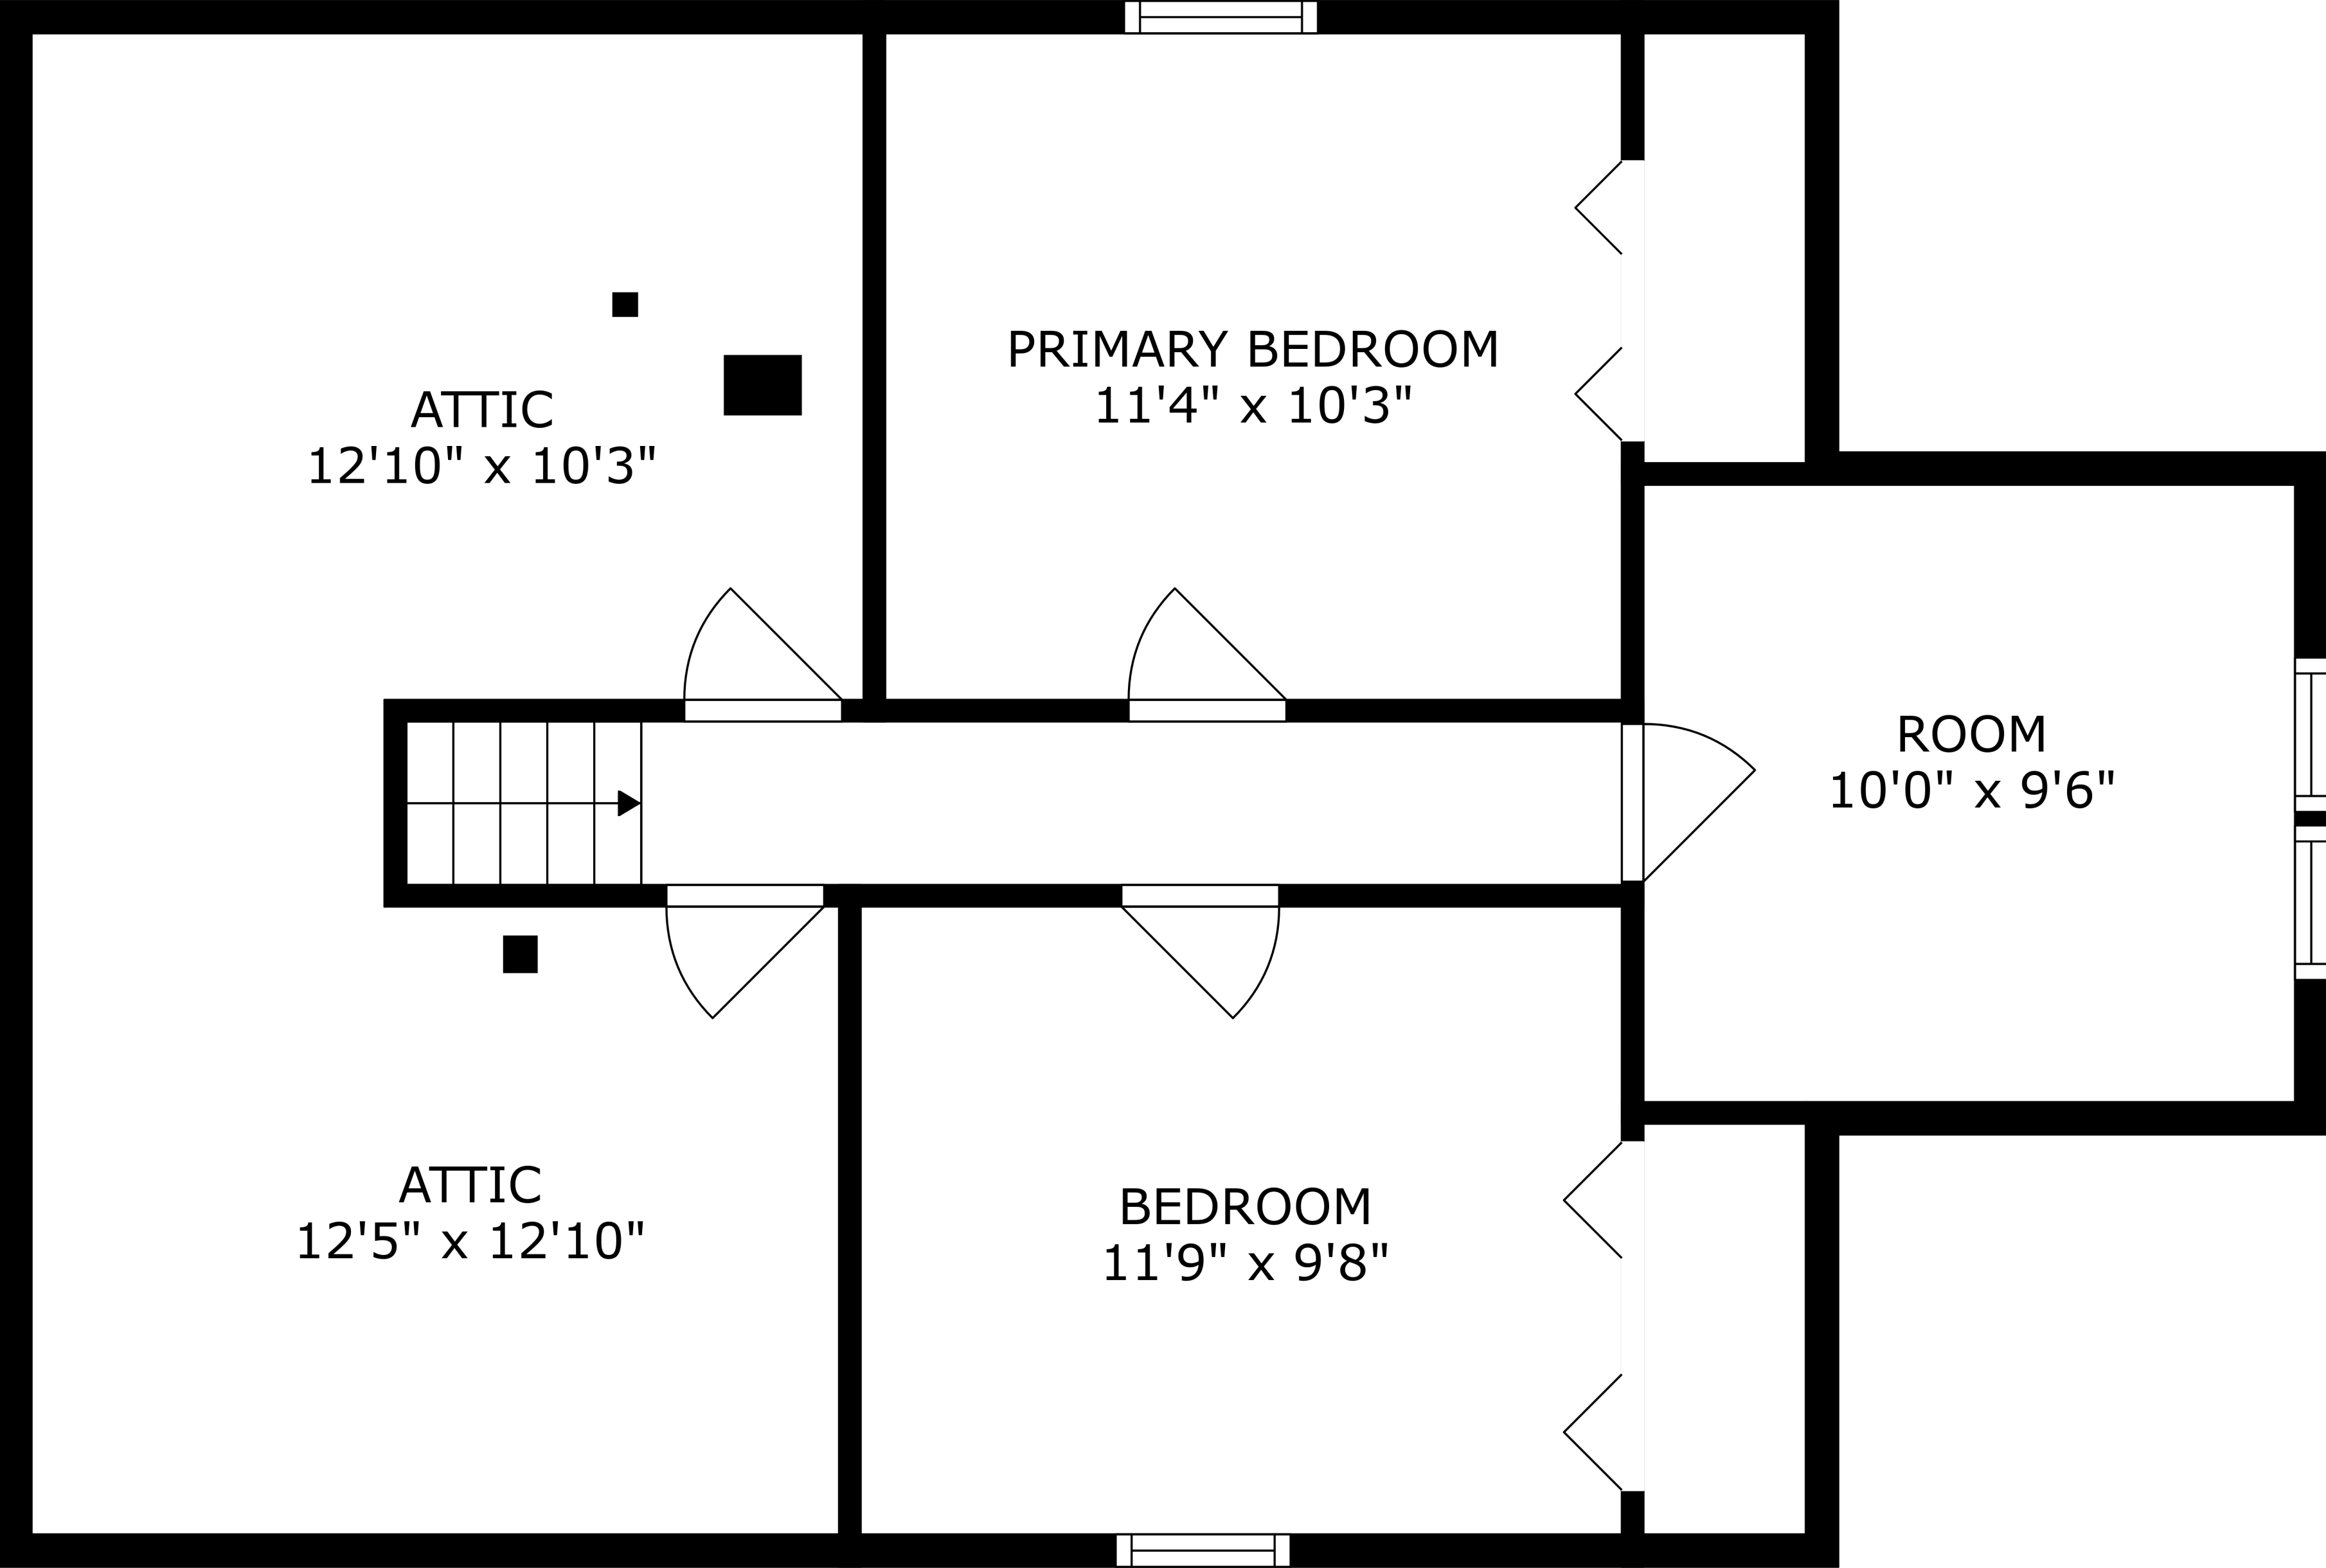 PRIMARY BEDROOM
11'4" x 10'3"
ATTIC
12'10" x 10'3"
ROOM
10'0" x 9'6"
ATTIC
12'5" x 12'10"
BEDROOM
11'9" x 9'8"